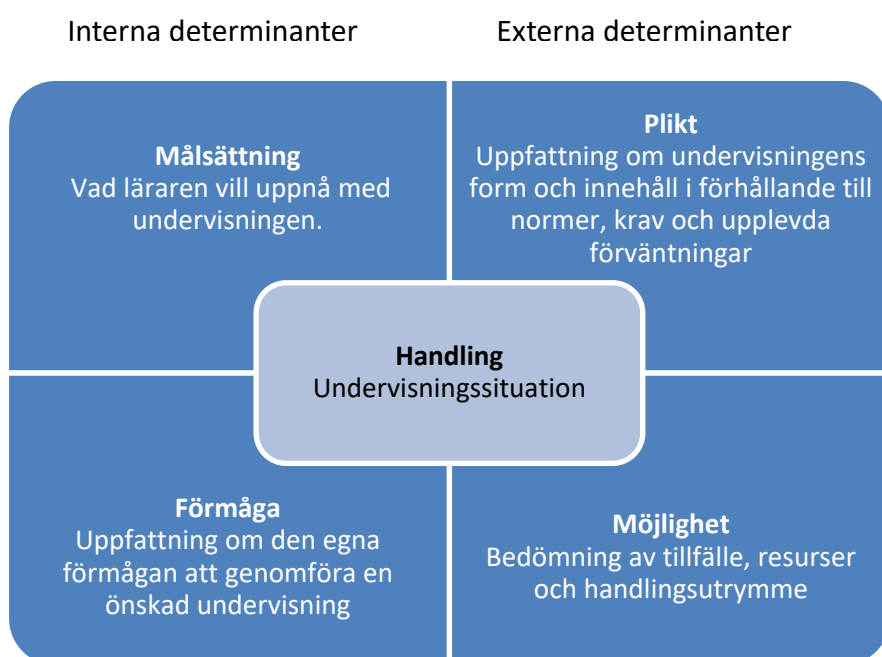 Interna determinanter
Externa determinanter
Målsättning
Vad läraren vill uppnå med
undervisningen.
Plikt
Uppfattning om undervisningens
form och innehåll i förhållande till
normer, krav och upplevda
förväntningar
Handling
Undervisningssituation
Förmåga
Uppfattning om den egna
förmågan att genomföra en
önskad undervisning
Möjlighet
Bedömning av tillfälle, resurser
och handlingsutrymme